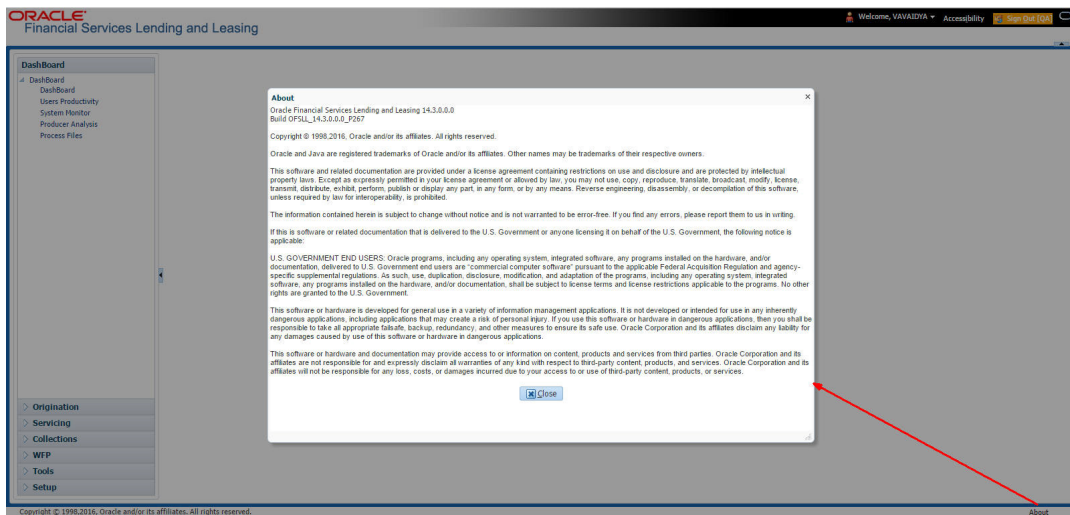 ORACLE
Financial Services Lending and Leasing
Welcome, VAVAIDYA
Accessibility
Sign Out [QA]
DashBoard
DashBoard
DashBoard
Users Productivity
System Monitor
Producer Analysis
Process Files
Origination
Servicing
Collections
WFP
Tools
Setup
About
Oracle Financial Services Lending and Leasing 14.3.0.0.0
Build OFSLL_14.3.0.0.0_P267
Copyright © 1998,2016, Oracle and/or its affiliates. All rights reserved.
Oracle and Java are registered trademarks of Oracle and/or its affiliates. Other names may be trademarks of their respective owners.
This software and related documentation are provided under a license agreement containing restrictions on use and disclosure and are protected by intellectual
property laws. Except as expressly permitted in your license agreement or allowed by law, you may not use, copy, reproduce, translate, broadcast, modify, license,
transmit, distribute, exhibit, perform, publish or display any part, in any form, or by any means. Reverse engineering, disassembly, or decompilation of this software,
unless required by law for interoperability, is prohibited.
The information contained herein is subject to change without notice and is not warranted to be error-free. If you find any errors, please report them to us in writing.
If this is software or related documentation that is delivered to the U.S. Government or anyone licensing it on behalf of the U.S. Government, the following notice is
applicable:
U.S. GOVERNMENT END USERS: Oracle programs, including any operating system, integrated software, any programs installed on the hardware, and/or
documentation, delivered to U.S. Government end users are "commercial computer software" pursuant to the applicable Federal Acquisition Regulation and agency-
specific supplemental regulations. As such, use, duplication, disclosure, modification, and adaptation of the programs, including any operating system, integrated
software, any programs installed on the hardware, and/or documentation, shall be subject to license terms and license restrictions applicable to the programs. No other
rights are granted to the U.S. Government.
This software or hardware is developed for general use in a variety of information management applications. It is not developed or intended for use in any inherently
dangerous applications, including applications that may create a risk of personal injury. If you use this software or hardware in dangerous applications, then you shall be
responsible to take all appropriate failsafe, backup, redundancy, and other measures to ensure its safe use. Oracle Corporation and its affiliates disclaim any liability for
any damages caused by use of this software or hardware in dangerous applications.
This software or hardware and documentation may provide access to or information on content, products and services from third parties. Oracle Corporation and its
affiliates are not responsible for and expressly disclaim all warranties of any kind with respect to third-party content, products, and services. Oracle Corporation and its
affiliates will not be responsible for any loss, costs, or damages incurred due to your access to or use of third-party content, products, or services.
Close
Copyright © 1998,2016, Oracle and/or its affiliates. All rights reserved.
About